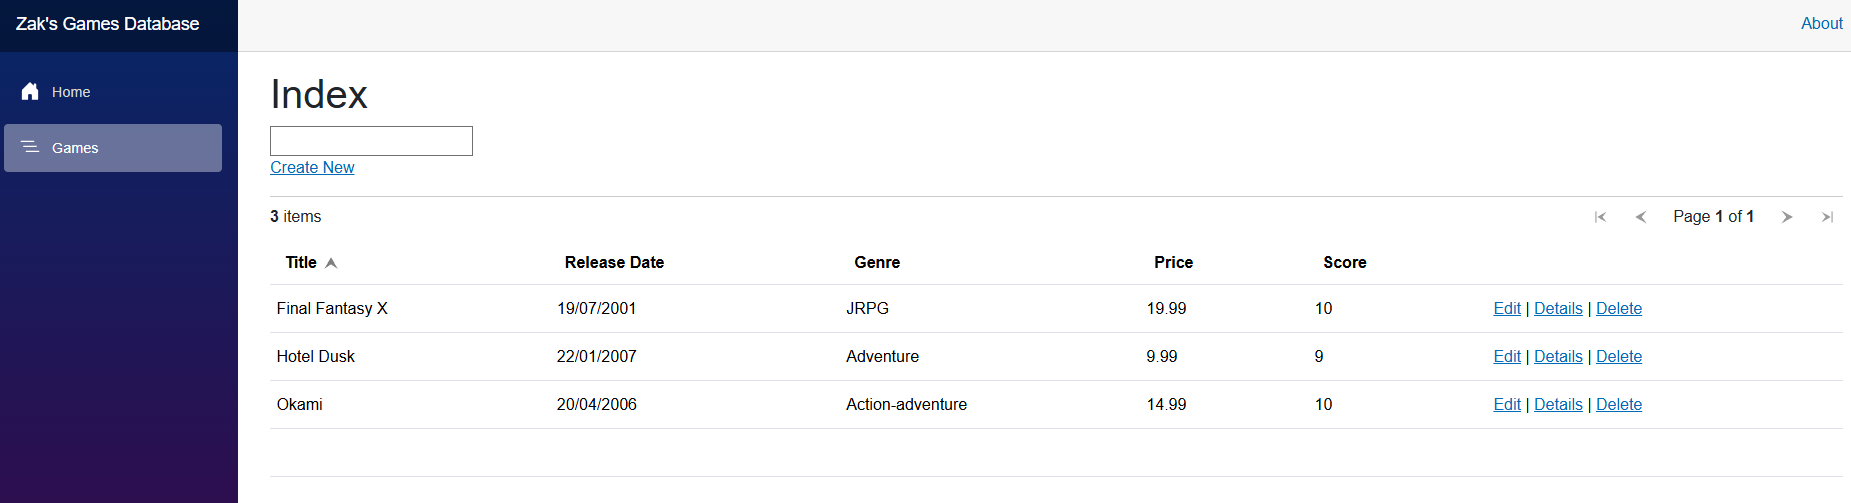 Zak's Games Database
About
Home
Games
Index
Create New
3 items
Page 1 of 1
Title Release Date Genre Price Score
Final Fantasy X 19/07/2001 JRPG 19.99 10 Edit | Details | Delete
Hotel Dusk 22/01/2007 Adventure 9.99 9 Edit | Details | Delete
Okami 20/04/2006 Action-adventure 14.99 10 Edit | Details | Delete